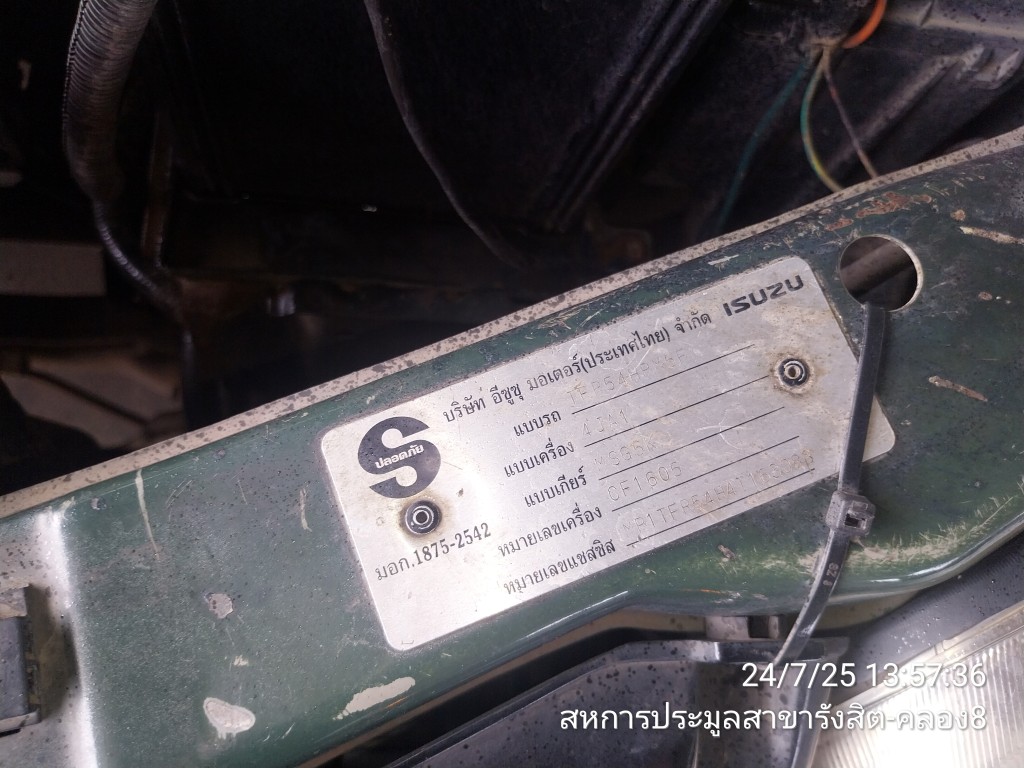 บริษัท อีซูซุ มอเตอร์(ประเทศไทย) จำกัด ISUZU
ปลอดภัย
แบบรถ
แบบเครื่อง 4JA1
แบบเกียร์
หมายเลขเครื่อง CF1605
หมายเลขแชสซิส
มอก.1875-2542
24/7/25 13:57:36
สหการประมูลสาขารังสิต-คลอง8